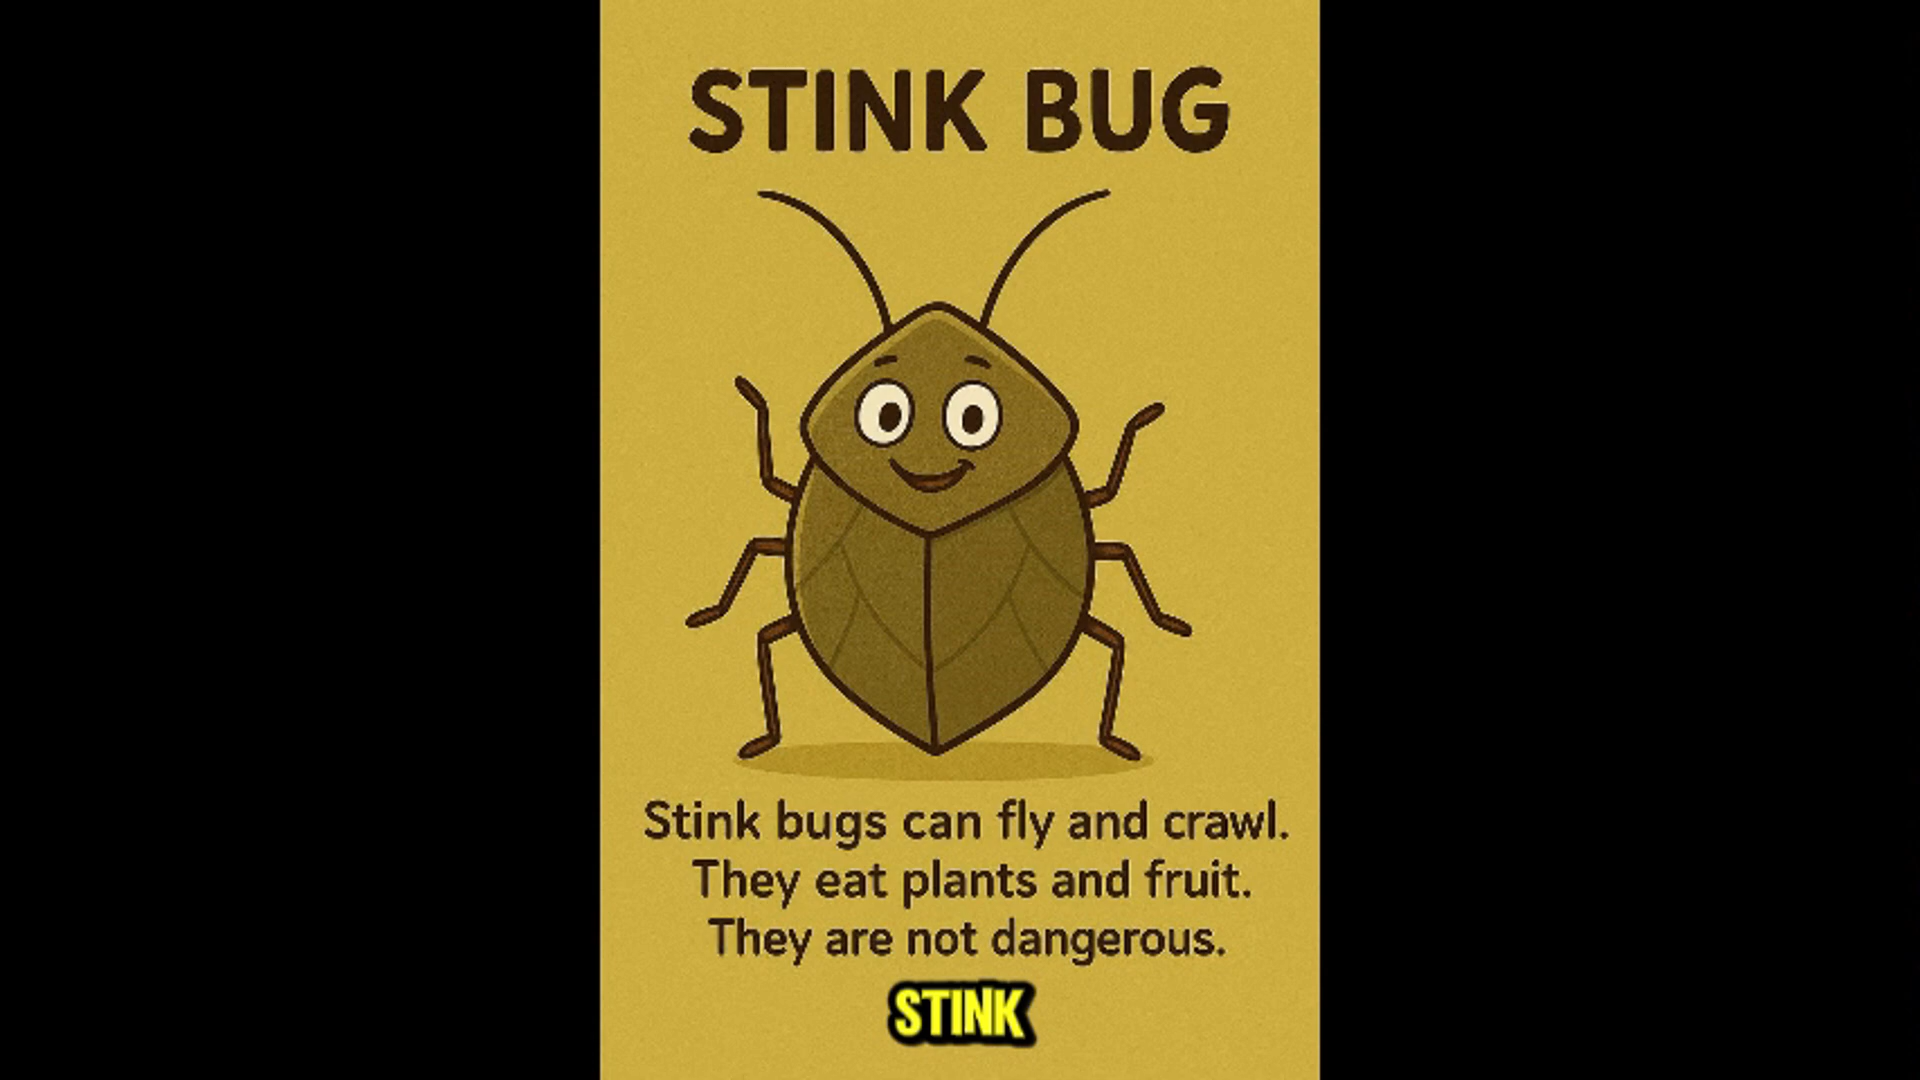 STINK BUG
Stink bugs can fly and crawl.
They eat plants and fruit.
They are not dangerous.
STINK